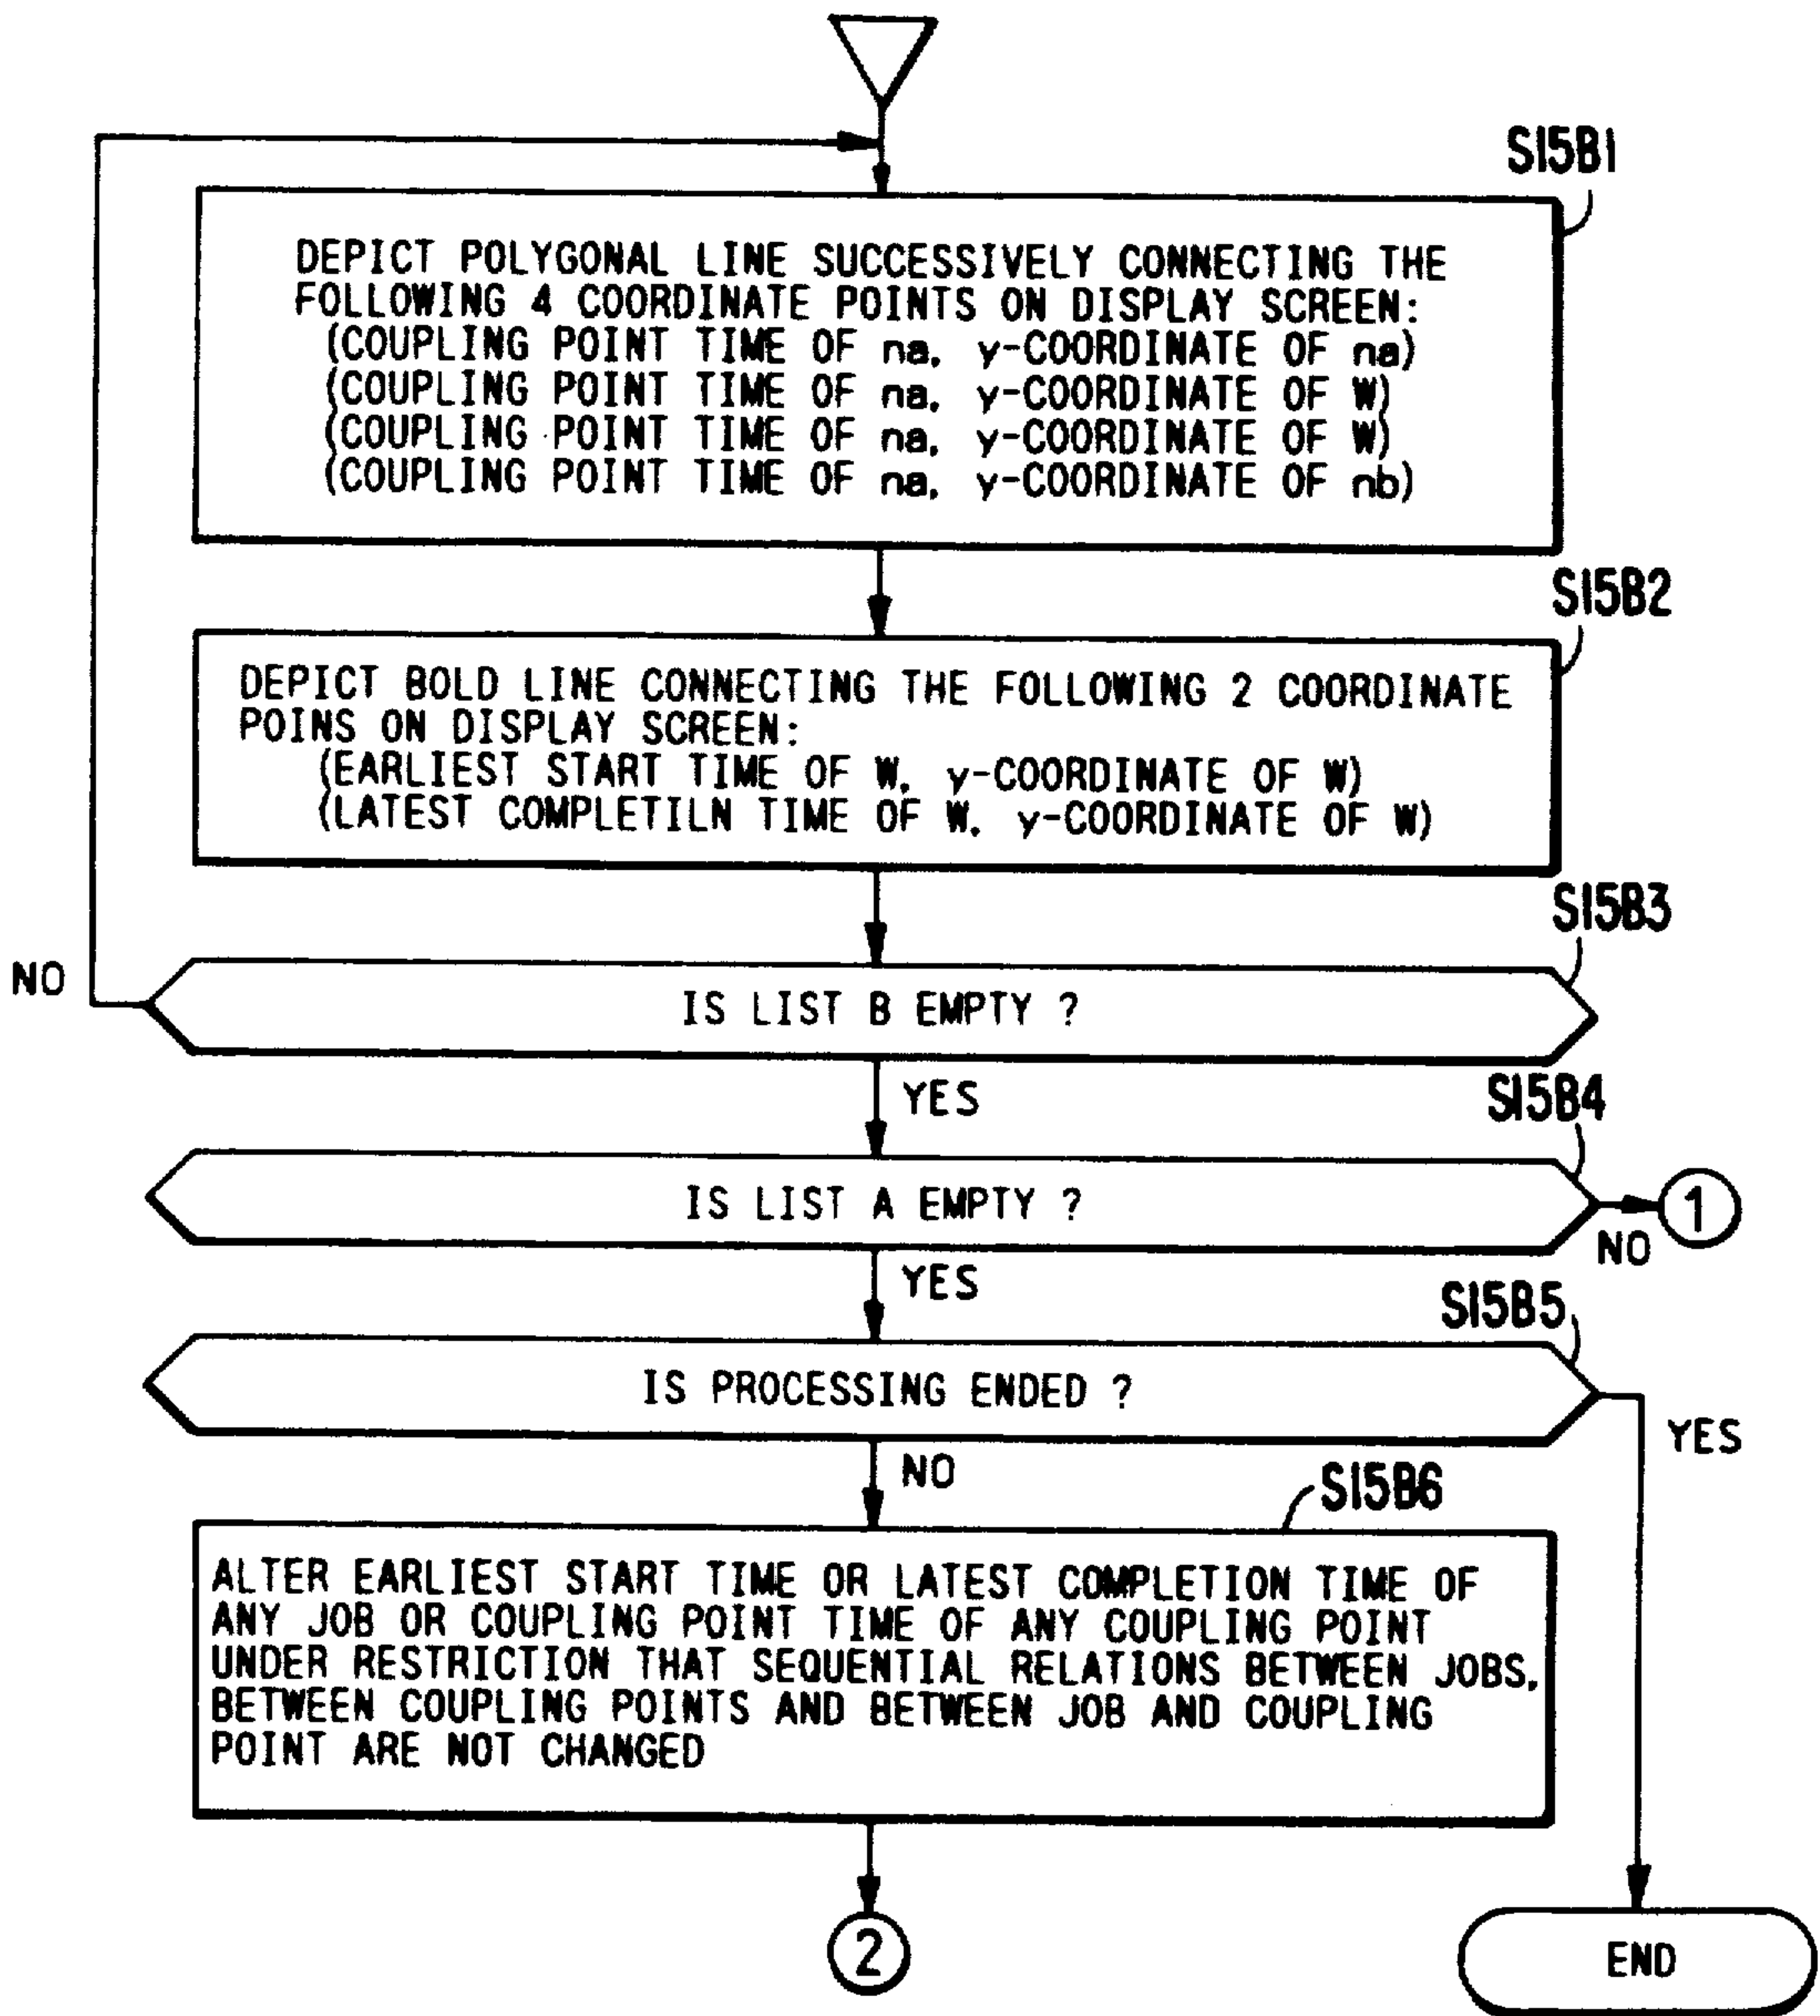 S15B1
DEPICT POLYGONAL LINE SUCCESSIVELY CONNECTING THE
FOLLOWING 4 COORDINATE POINTS ON DISPLAY SCREEN:
(COUPLING POINT TIME OF na, y-COORDINATE OF na)
(COUPLING POINT TIME OF na, y-COORDINATE OF W)
(COUPLING POINT TIME OF na, y-COORDINATE OF W)
(COUPLING POINT TIME OF na, y-COORDINATE OF nb)
S15B2
DEPICT BOLD LINE CONNECTING THE FOLLOWING 2 COORDINATE
POINS ON DISPLAY SCREEN:
(EARLIEST START TIME OF W, y-COORDINATE OF W)
(LATEST COMPLETILN TIME OF W, y-COORDINATE OF W)
S15B3
NO
IS LIST B EMPTY ?
YES
S15B4
IS LIST A EMPTY ?
1
NO
YES
S15B5
IS PROCESSING ENDED ?
YES
NO
S15B6
ALTER EARLIEST START TIME OR LATEST COMPLETION TIME OF
ANY JOB OR COUPLING POINT TIME OF ANY COUPLING POINT
UNDER RESTRICTION THAT SEQUENTIAL RELATIONS BETWEEN JOBS,
BETWEEN COUPLING POINTS AND BETWEEN JOB AND COUPLING
POINT ARE NOT CHANGED
2
END